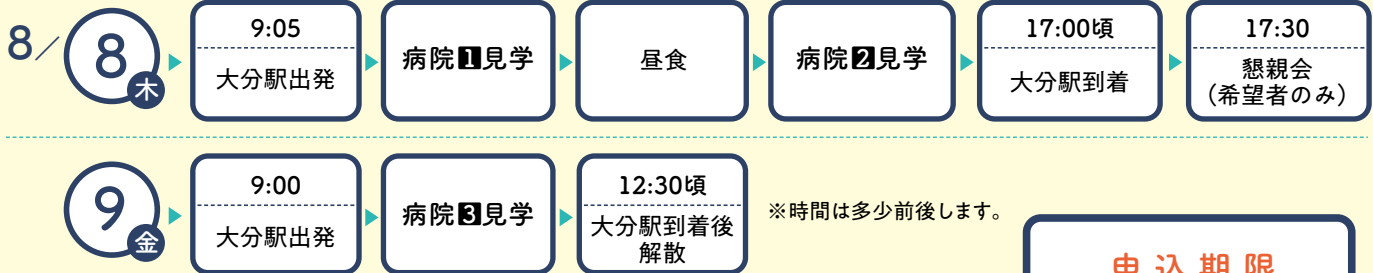 8/8 木
9:05
大分駅出発
病院1見学
昼食
病院2見学
17:00頃
大分駅到着
17:30
懇親会
(希望者のみ)
9 金
9:00
大分駅出発
病院3見学
12:30頃
大分駅到着後
解散
※時間は多少前後します。
申込期限